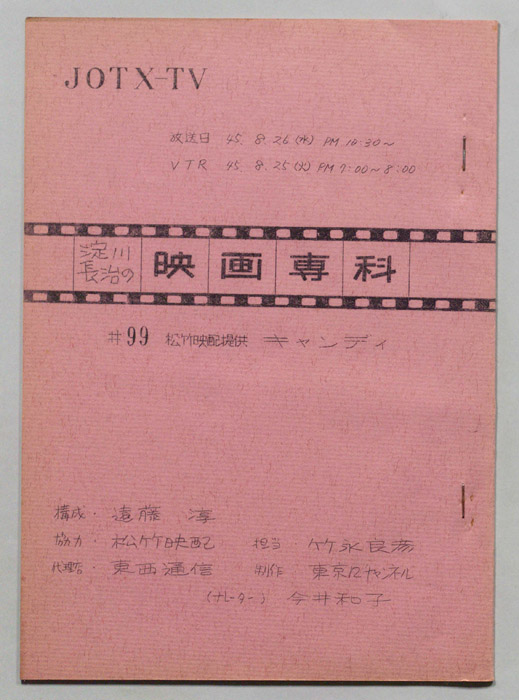 JOTX-TV
放送日 45. 8. 26 (水) PM 10:30～
VTR 45. 8. 25 (火) PM 7:00～8:00
淀川長治の 映画専科
#99 松竹映配提供 キャンディ
構成・遠藤 淳
協力・松竹映配 担当 竹永良彦
代理店・東西通信 制作 東京12チャネル
(ナレーター) 今井和子